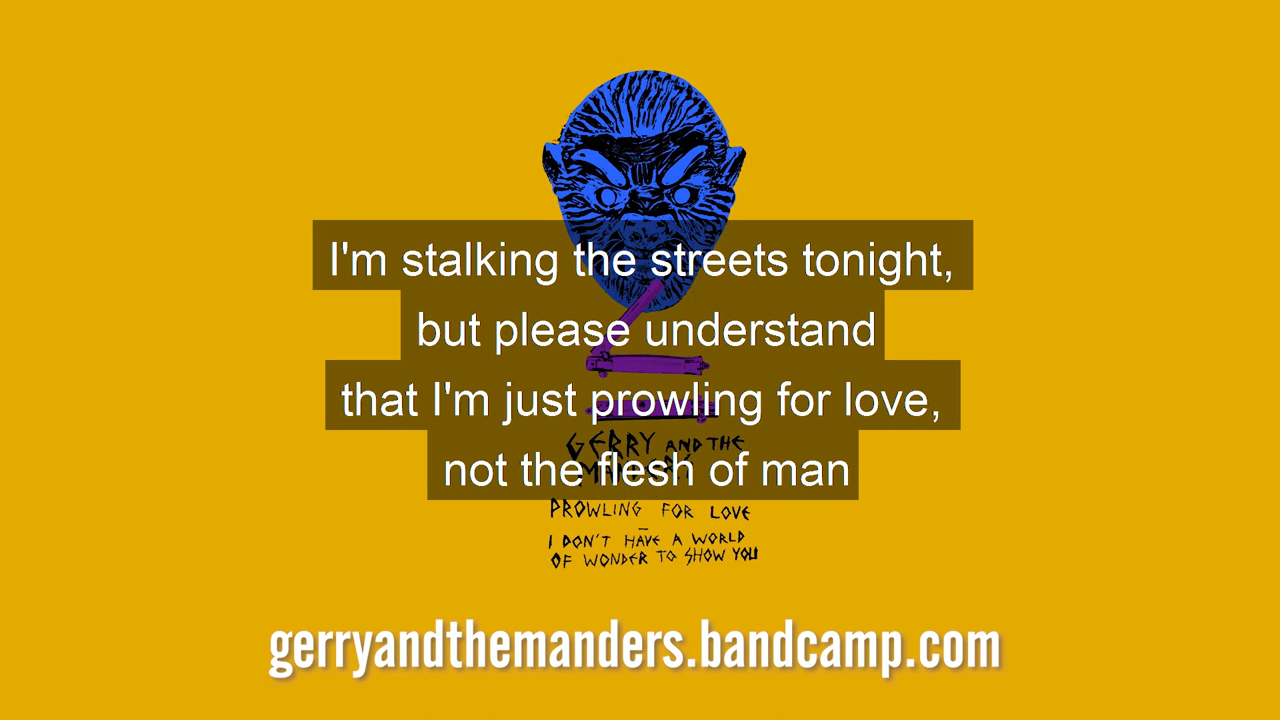 I'm stalking the streets tonight,
but please understand
that I'm just prowling for love,
not the flesh of man
GERRY AND THE
MANDERS
PROWLING FOR LOVE
–
I DON'T HAVE A WORLD
OF WONDER TO SHOW YOU
gerryandthemanders.bandcamp.com